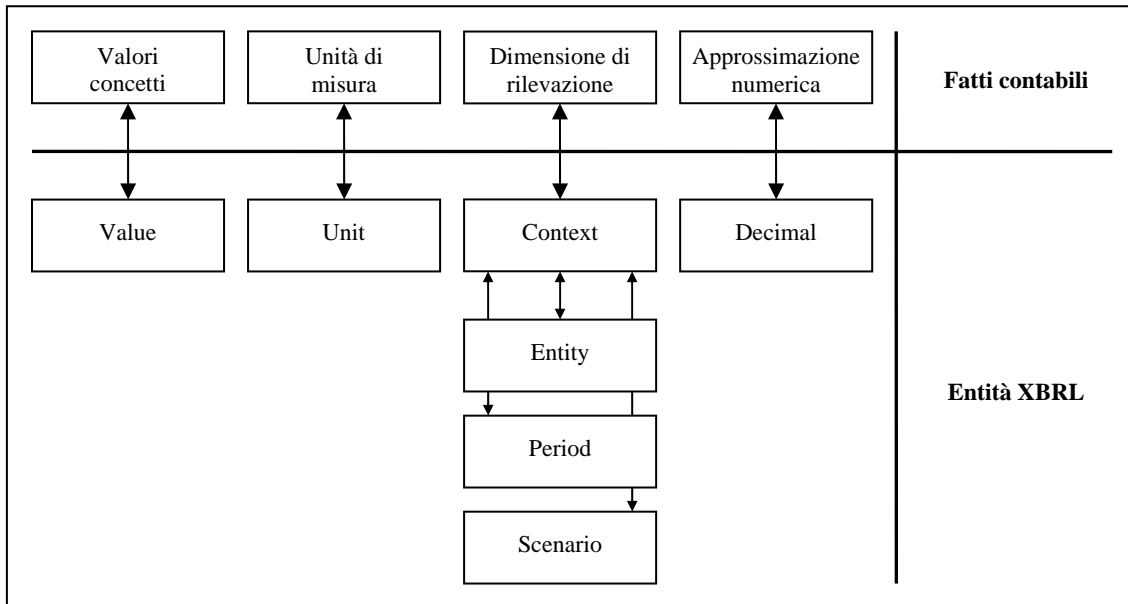 Valori
concetti
Unità di
misura
Dimensione di
rilevazione
Approssimazione
numerica
Fatti contabili
Value
Unit
Context
Decimal
Entity
Entità XBRL
Period
Scenario